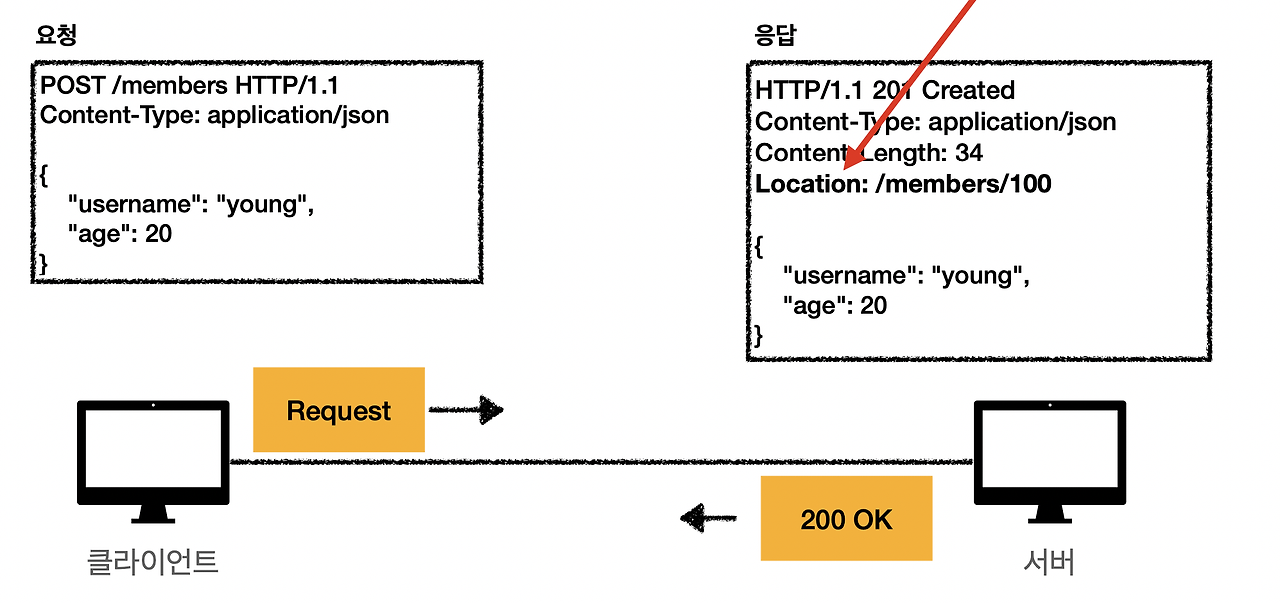 요청
POST /members HTTP/1.1
Content-Type: application/json
{
"username": "young",
"age": 20
}
응답
HTTP/1.1 201 Created
Content-Type: application/json
Content-Length: 34
Location: /members/100
{
"username": "young",
"age": 20
}
Request
200 OK
클라이언트
서버